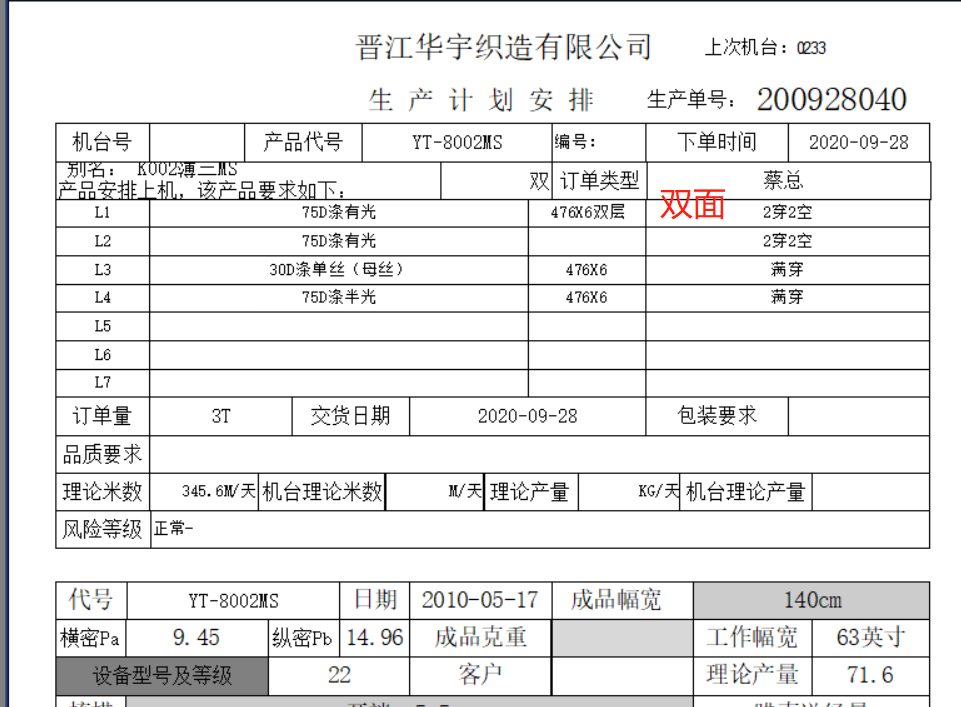 晋江华宇织造有限公司 上次机台：0233
生产计划安排 生产单号： 200928040
机台号 产品代号 YT-8002MS 编号： 下单时间 2020-09-28
别名： K002薄三MS
产品安排上机，该产品要求如下： 双 订单类型 蔡总
双面
L1 75D涤有光 476X6双层 2穿2空
L2 75D涤有光 2穿2空
L3 30D涤单丝（母丝） 476X6 满穿
L4 75D涤半光 476X6 满穿
L5
L6
L7
订单量 3T 交货日期 2020-09-28 包装要求
品质要求
理论米数 345.6M/天 机台理论米数 M/天 理论产量 KG/天 机台理论产量
风险等级 正常-
代号 YT-8002MS 日期 2010-05-17 成品幅宽 140cm
横密Pa 9.45 纵密Pb 14.96 成品克重 工作幅宽 63英寸
设备型号及等级 22 客户 理论产量 71.6